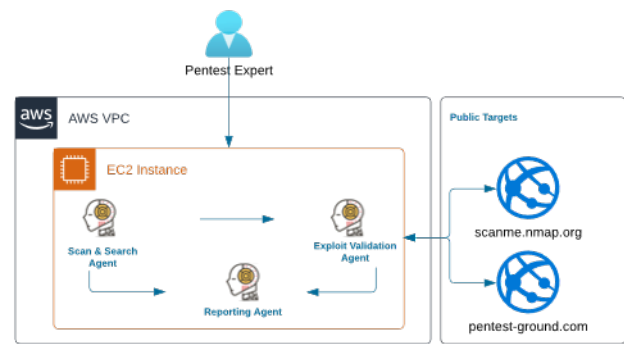 Pentest Expert
aws
AWS VPC
Public Targets
EC2 Instance
Scan & Search
Agent
Exploit Validation
Agent
scanme.nmap.org
Reporting Agent
pentest-ground.com